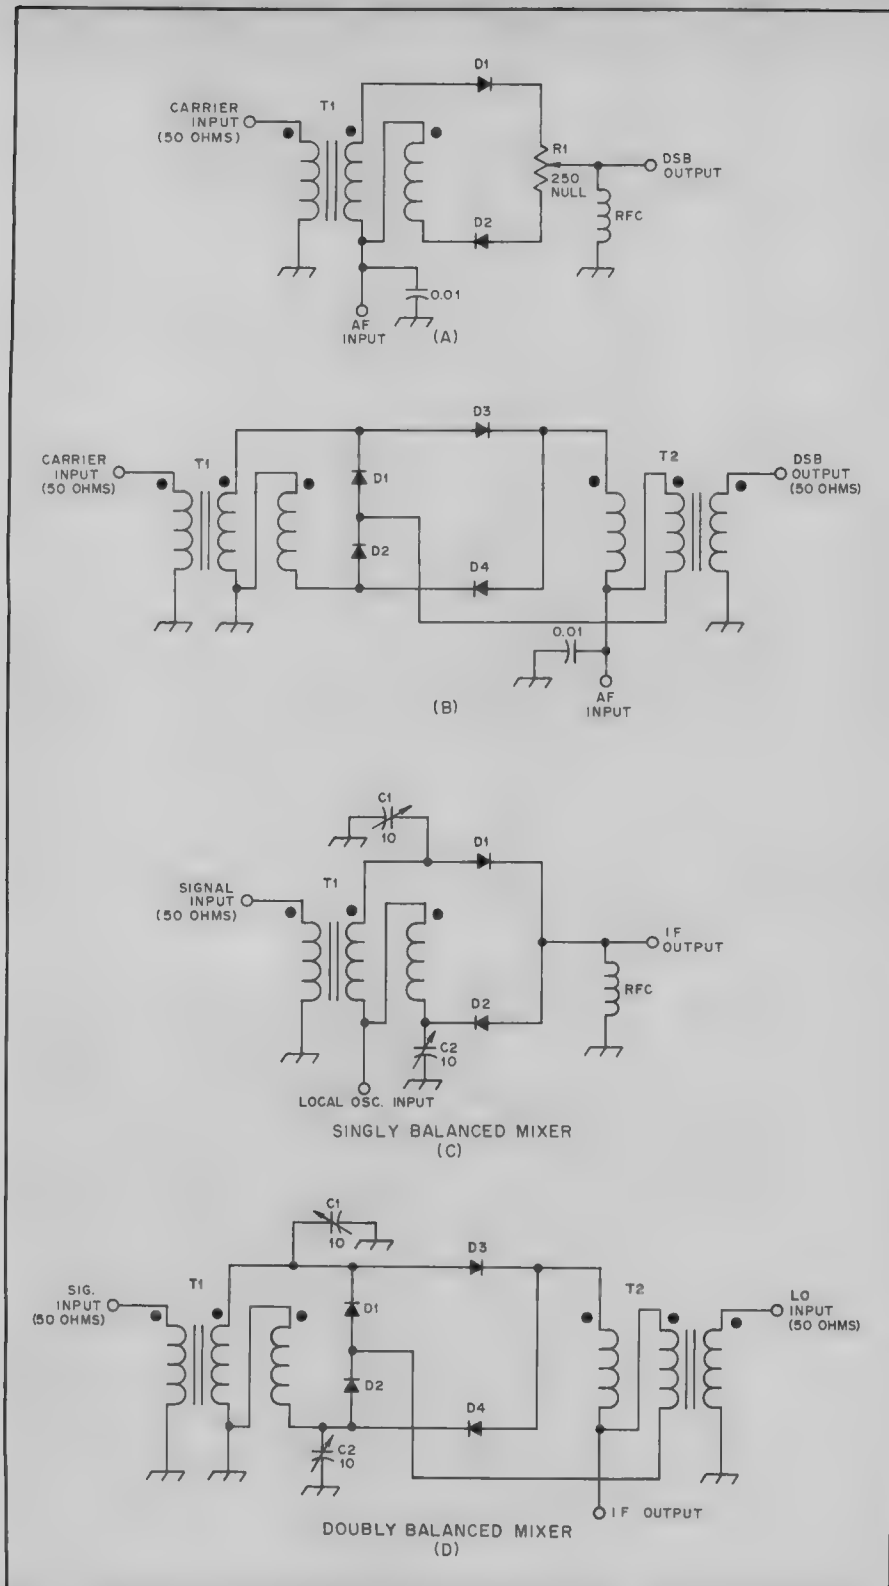 D1
CARRIER
INPUT
(50 OHMS)
T1
R1
250
NULL
DSB
OUTPUT
RFC
D2
0.01
AF
INPUT
(A)
D3
CARRIER
INPUT
(50 OHMS)
T1
D1
T2
DSB
OUTPUT
(50 OHMS)
D2
D4
0.01
AF
INPUT
(B)
C1
10
D1
SIGNAL
INPUT
(50 OHMS)
T1
IF
OUTPUT
RFC
D2
C2
10
LOCAL OSC. INPUT
SINGLY BALANCED MIXER
(C)
C1
10
D3
SIG.
INPUT
(50 OHMS)
T1
D1
T2
LO
INPUT
(50 OHMS)
D2
D4
C2
10
IF OUTPUT
DOUBLY BALANCED MIXER
(D)